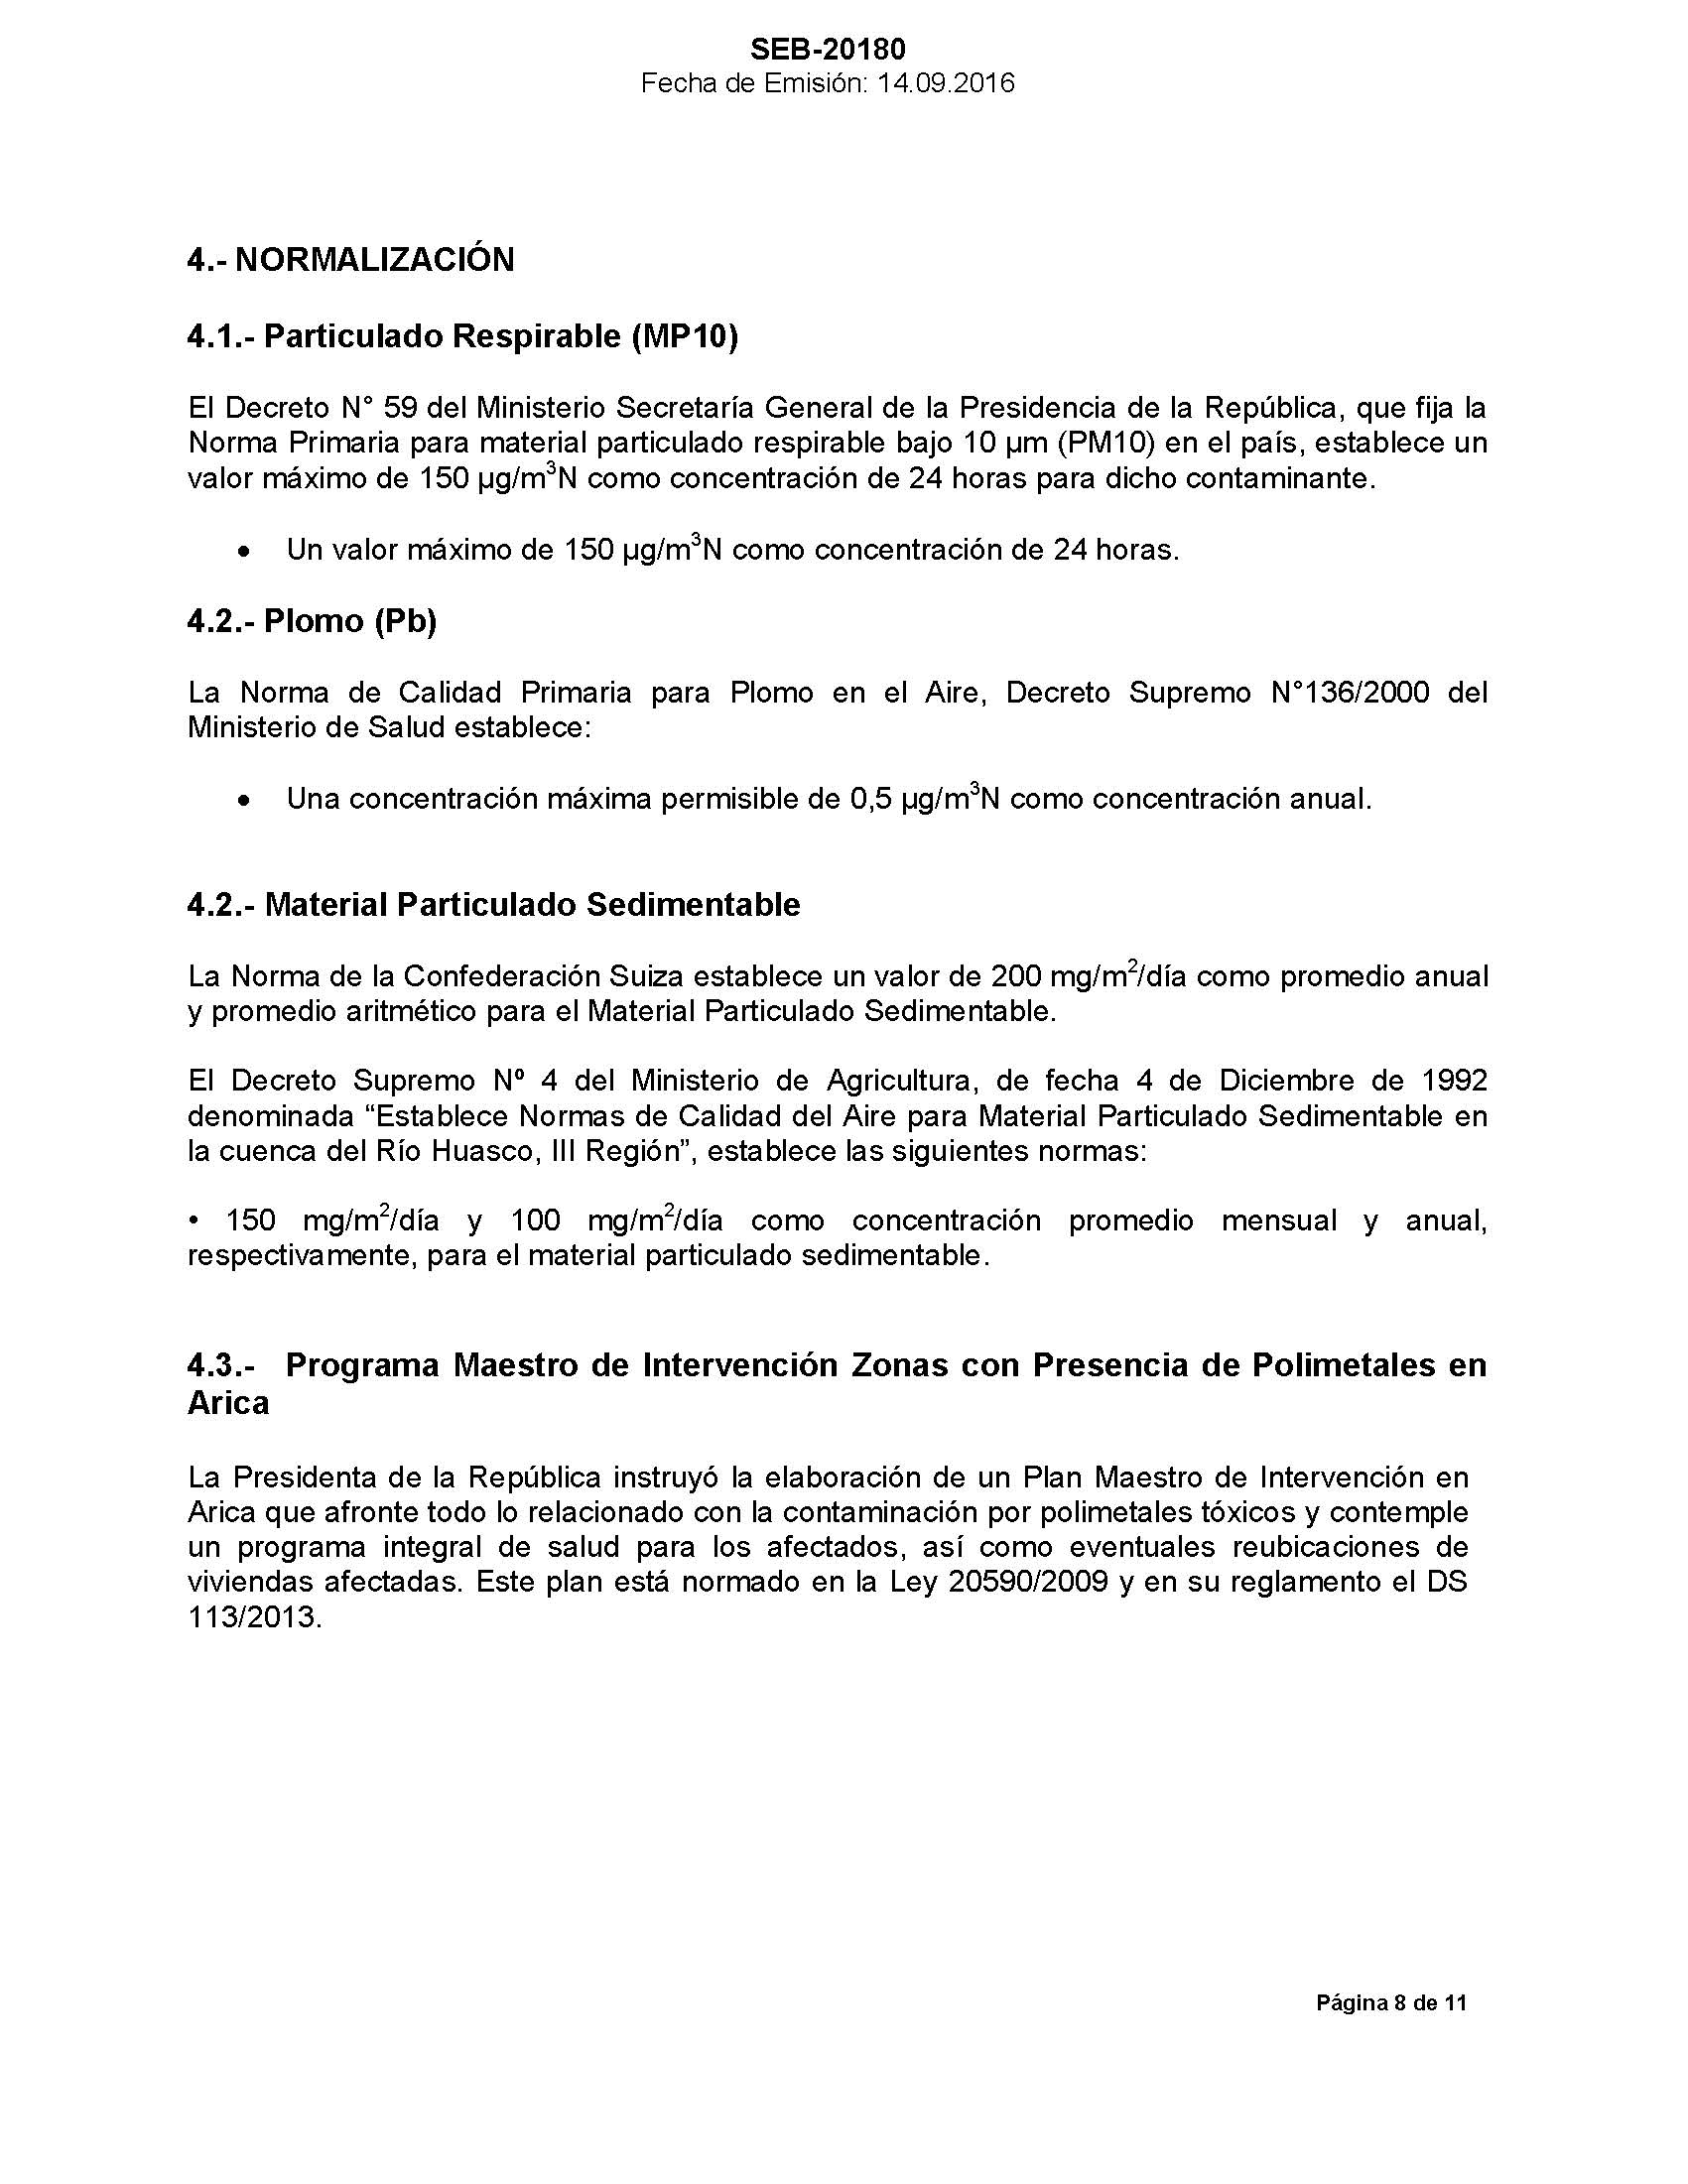 SEB-20180
Fecha de Emisión: 14.09.2016
4.- NORMALIZACIÓN
4.1.- Particulado Respirable (MP10)
El Decreto N° 59 del Ministerio Secretaría General de la Presidencia de la República, que fija la
Norma Primaria para material particulado respirable bajo 10 µm (PM10) en el país, establece un
valor máximo de 150 µg/m³N como concentración de 24 horas para dicho contaminante.
• Un valor máximo de 150 µg/m³N como concentración de 24 horas.
4.2.- Plomo (Pb)
La Norma de Calidad Primaria para Plomo en el Aire, Decreto Supremo N°136/2000 del
Ministerio de Salud establece:
• Una concentración máxima permisible de 0,5 µg/m³N como concentración anual.
4.2.- Material Particulado Sedimentable
La Norma de la Confederación Suiza establece un valor de 200 mg/m²/día como promedio anual
y promedio aritmético para el Material Particulado Sedimentable.
El Decreto Supremo Nº 4 del Ministerio de Agricultura, de fecha 4 de Diciembre de 1992
denominada “Establece Normas de Calidad del Aire para Material Particulado Sedimentable en
la cuenca del Río Huasco, III Región”, establece las siguientes normas:
• 150 mg/m²/día y 100 mg/m²/día como concentración promedio mensual y anual,
respectivamente, para el material particulado sedimentable.
4.3.- Programa Maestro de Intervención Zonas con Presencia de Polimetales en
Arica
La Presidenta de la República instruyó la elaboración de un Plan Maestro de Intervención en
Arica que afronte todo lo relacionado con la contaminación por polimetales tóxicos y contemple
un programa integral de salud para los afectados, así como eventuales reubicaciones de
viviendas afectadas. Este plan está normado en la Ley 20590/2009 y en su reglamento el DS
113/2013.
Página 8 de 11